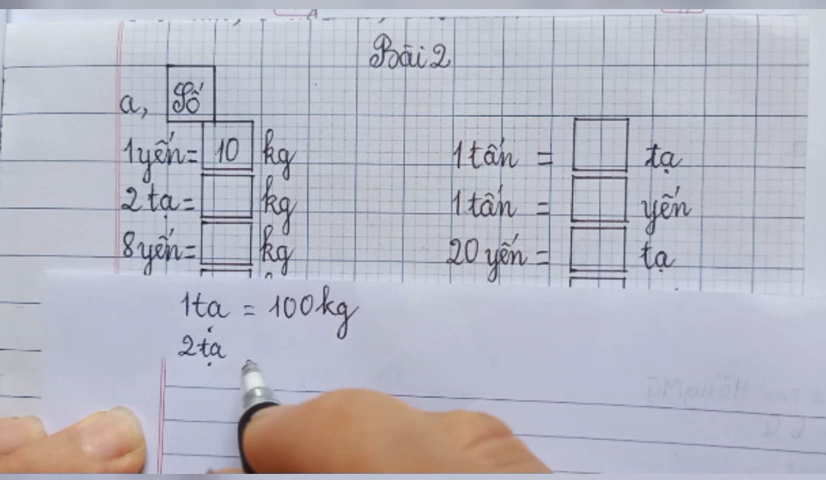 Bài 2
a, Số
1 yến = 10 kg 1 tấn = tạ
2 tạ = kg 1 tấn = yến
8 yến = kg 20 yến = tạ
1 tạ = 100 kg
2 tạ